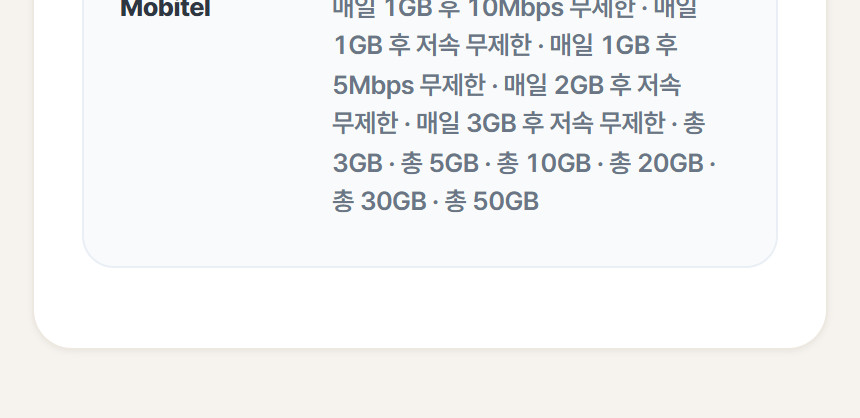 Mobitel 매일 1GB 후 10Mbps 무제한 · 매일
1GB 후 저속 무제한 · 매일 1GB 후
5Mbps 무제한 · 매일 2GB 후 저속
무제한 · 매일 3GB 후 저속 무제한 · 총
3GB · 총 5GB · 총 10GB · 총 20GB ·
총 30GB · 총 50GB